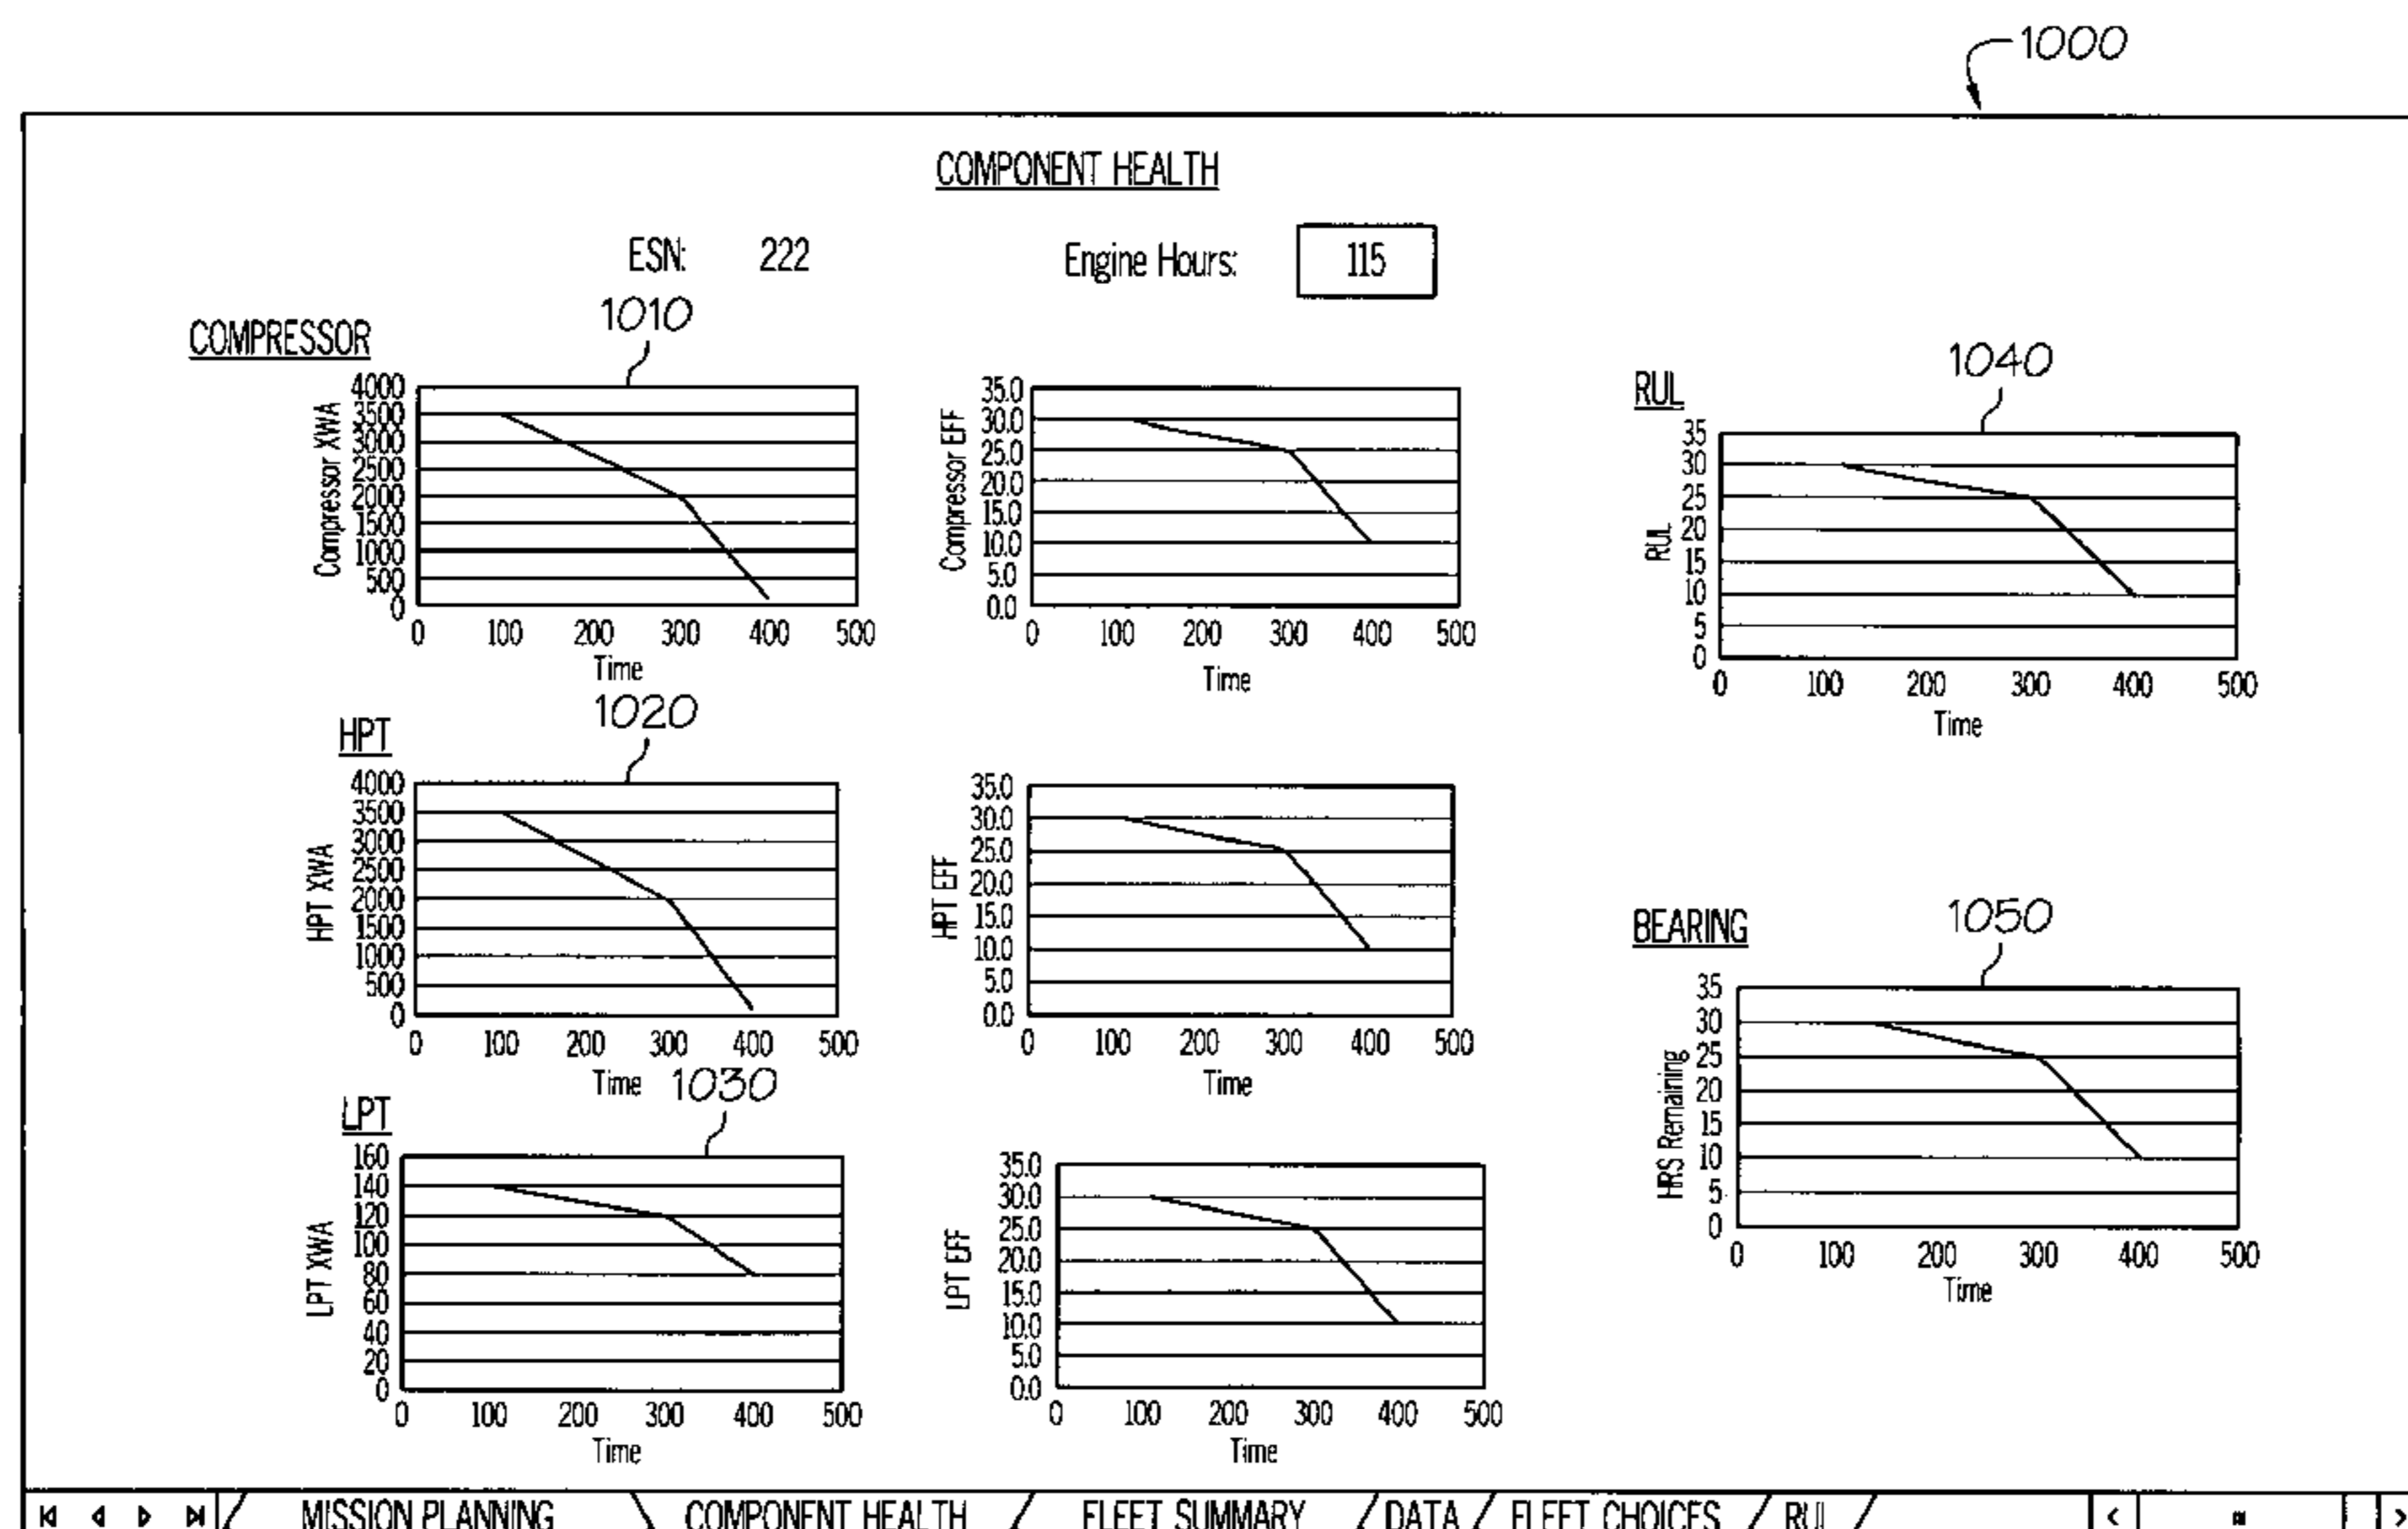 1000
COMPONENT HEALTH
ESN: 222 Engine Hours: 115
COMPRESSOR
1010
Compressor XWA
4000
3500
3000
2500
2000
1500
1000
500
0
0 100 200 300 400 500
Time
Compressor EFF
35.0
30.0
25.0
20.0
15.0
10.0
5.0
0.0
0 100 200 300 400 500
Time
RUL
1040
RUL
35
30
25
20
15
10
5
0
0 100 200 300 400 500
Time
HPT
1020
HPT XWA
4000
3500
3000
2500
2000
1500
1000
500
0
0 100 200 300 400 500
Time
HPT EFF
35.0
30.0
25.0
20.0
15.0
10.0
5.0
0.0
0 100 200 300 400 500
Time
BEARING
1050
HRS Remaining
35
30
25
20
15
10
5
0
0 100 200 300 400 500
Time
LPT
1030
LPT XWA
160
140
120
100
80
60
40
20
0
0 100 200 300 400 500
Time
LPT EFF
35.0
30.0
25.0
20.0
15.0
10.0
5.0
0.0
0 100 200 300 400 500
Time
MISSION PLANNING COMPONENT HEALTH FLEET SUMMARY DATA FLEET CHOICES RUL